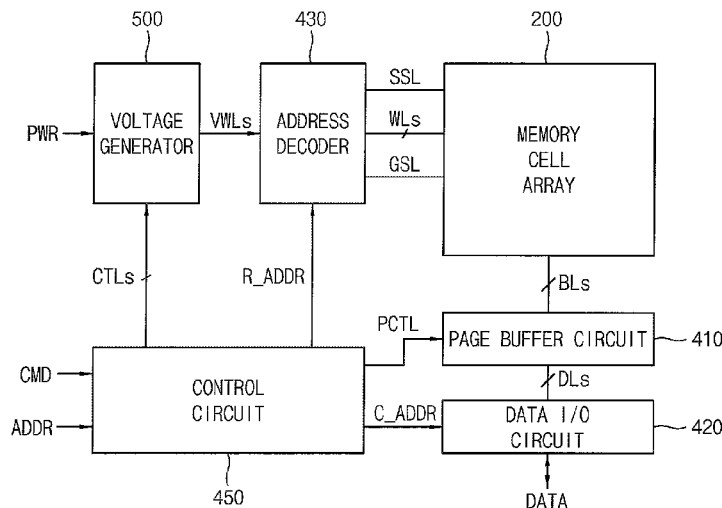 500
430
200
SSL
VOLTAGE
GENERATOR
VWLs
ADDRESS
DECODER
WLs
MEMORY
CELL
ARRAY
PWR
GSL
CTLs
R_ADDR
BLs
PCTL
PAGE BUFFER CIRCUIT
410
CMD
CONTROL
CIRCUIT
DLs
ADDR
C_ADDR
DATA I/O
CIRCUIT
420
450
DATA